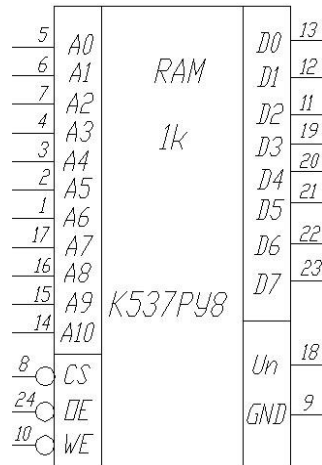 5 A0 RAM D0 13
6 A1 D1 12
7 A2 D2 11
4 A3 1k D3 19
3 A4 D4 20
2 A5 D5 21
1 A6 D6 22
17 A7 D7 23
16 A8
15 A9 К537РУ8
14 A10
8 CS Un 18
24 OE GND 9
10 WE